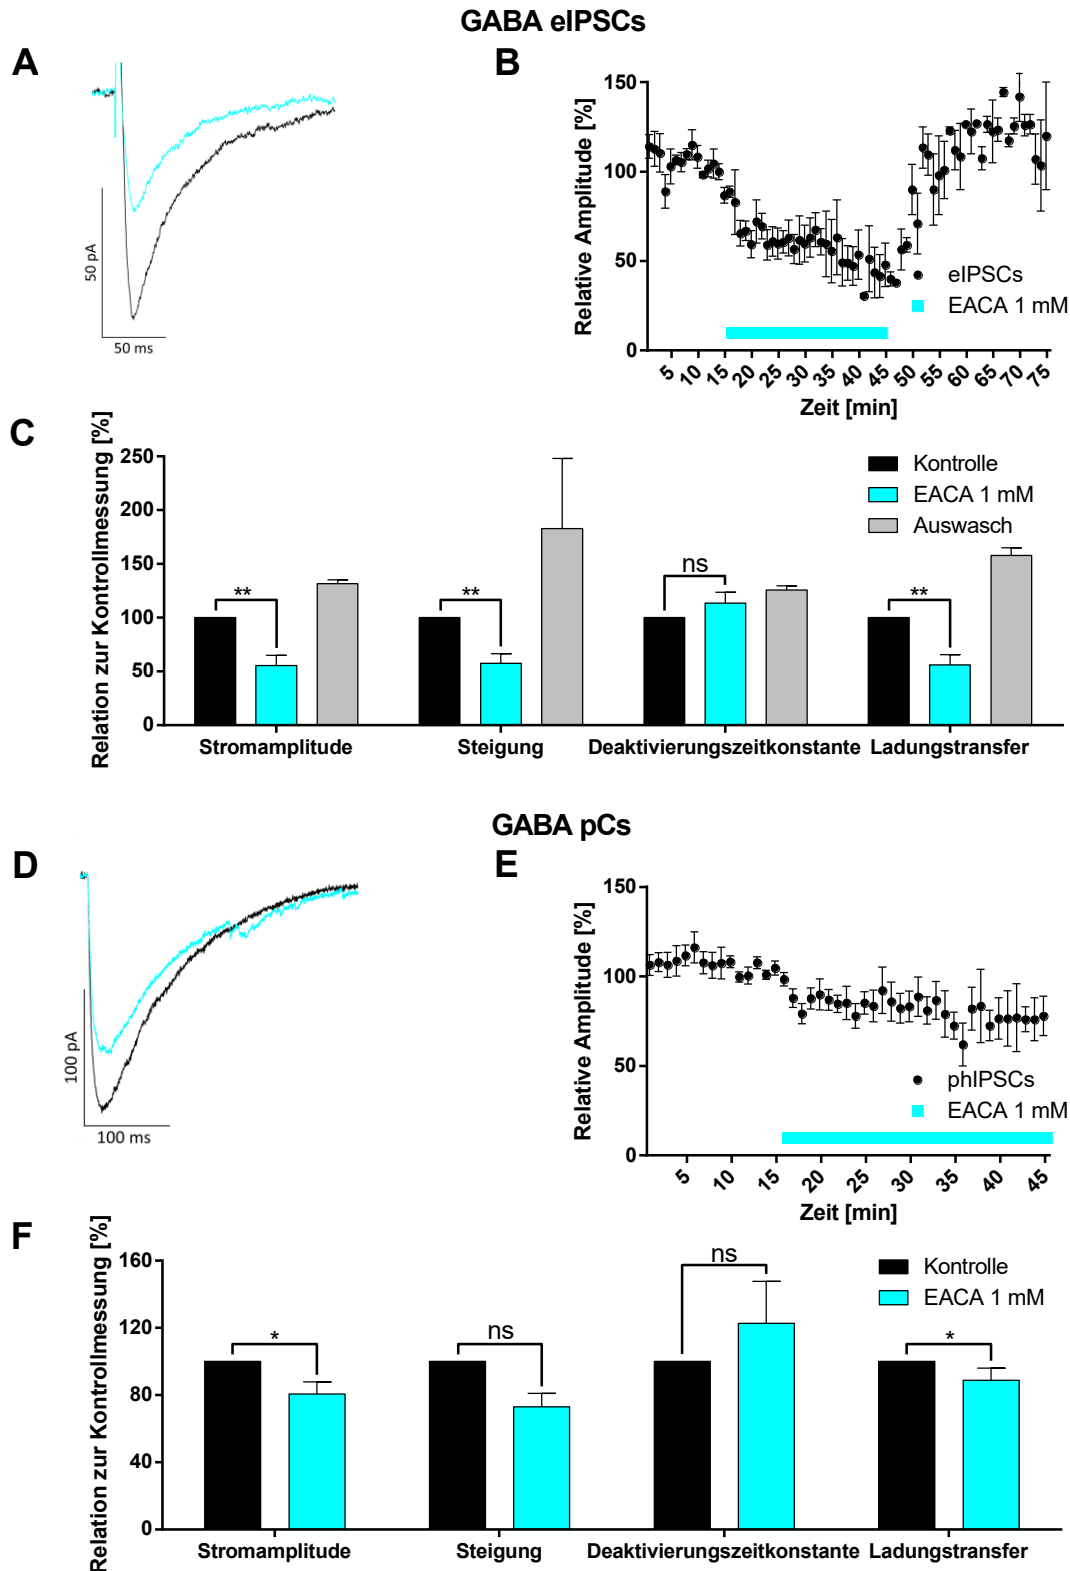 GABA eIPSCs
A
50 pA
50 ms
B
Relative Amplitude [%]
150
100
50
0
eIPSCs
EACA 1 mM
5 10 15 20 25 30 35 40 45 50 55 60 65 70 75
Zeit [min]
C
Relation zur Kontrollmessung [%]
250
200
150
100
50
0
Kontrolle
EACA 1 mM
Auswasch
** ** ns **
Stromamplitude Steigung Deaktivierungszeitkonstante Ladungstransfer
GABA pCs
D
100 pA
100 ms
E
Relative Amplitude [%]
150
100
50
0
phIPSCs
EACA 1 mM
5 10 15 20 25 30 35 40 45
Zeit [min]
F
Relation zur Kontrollmessung [%]
160
120
80
40
0
Kontrolle
EACA 1 mM
* ns ns *
Stromamplitude Steigung Deaktivierungszeitkonstante Ladungstransfer